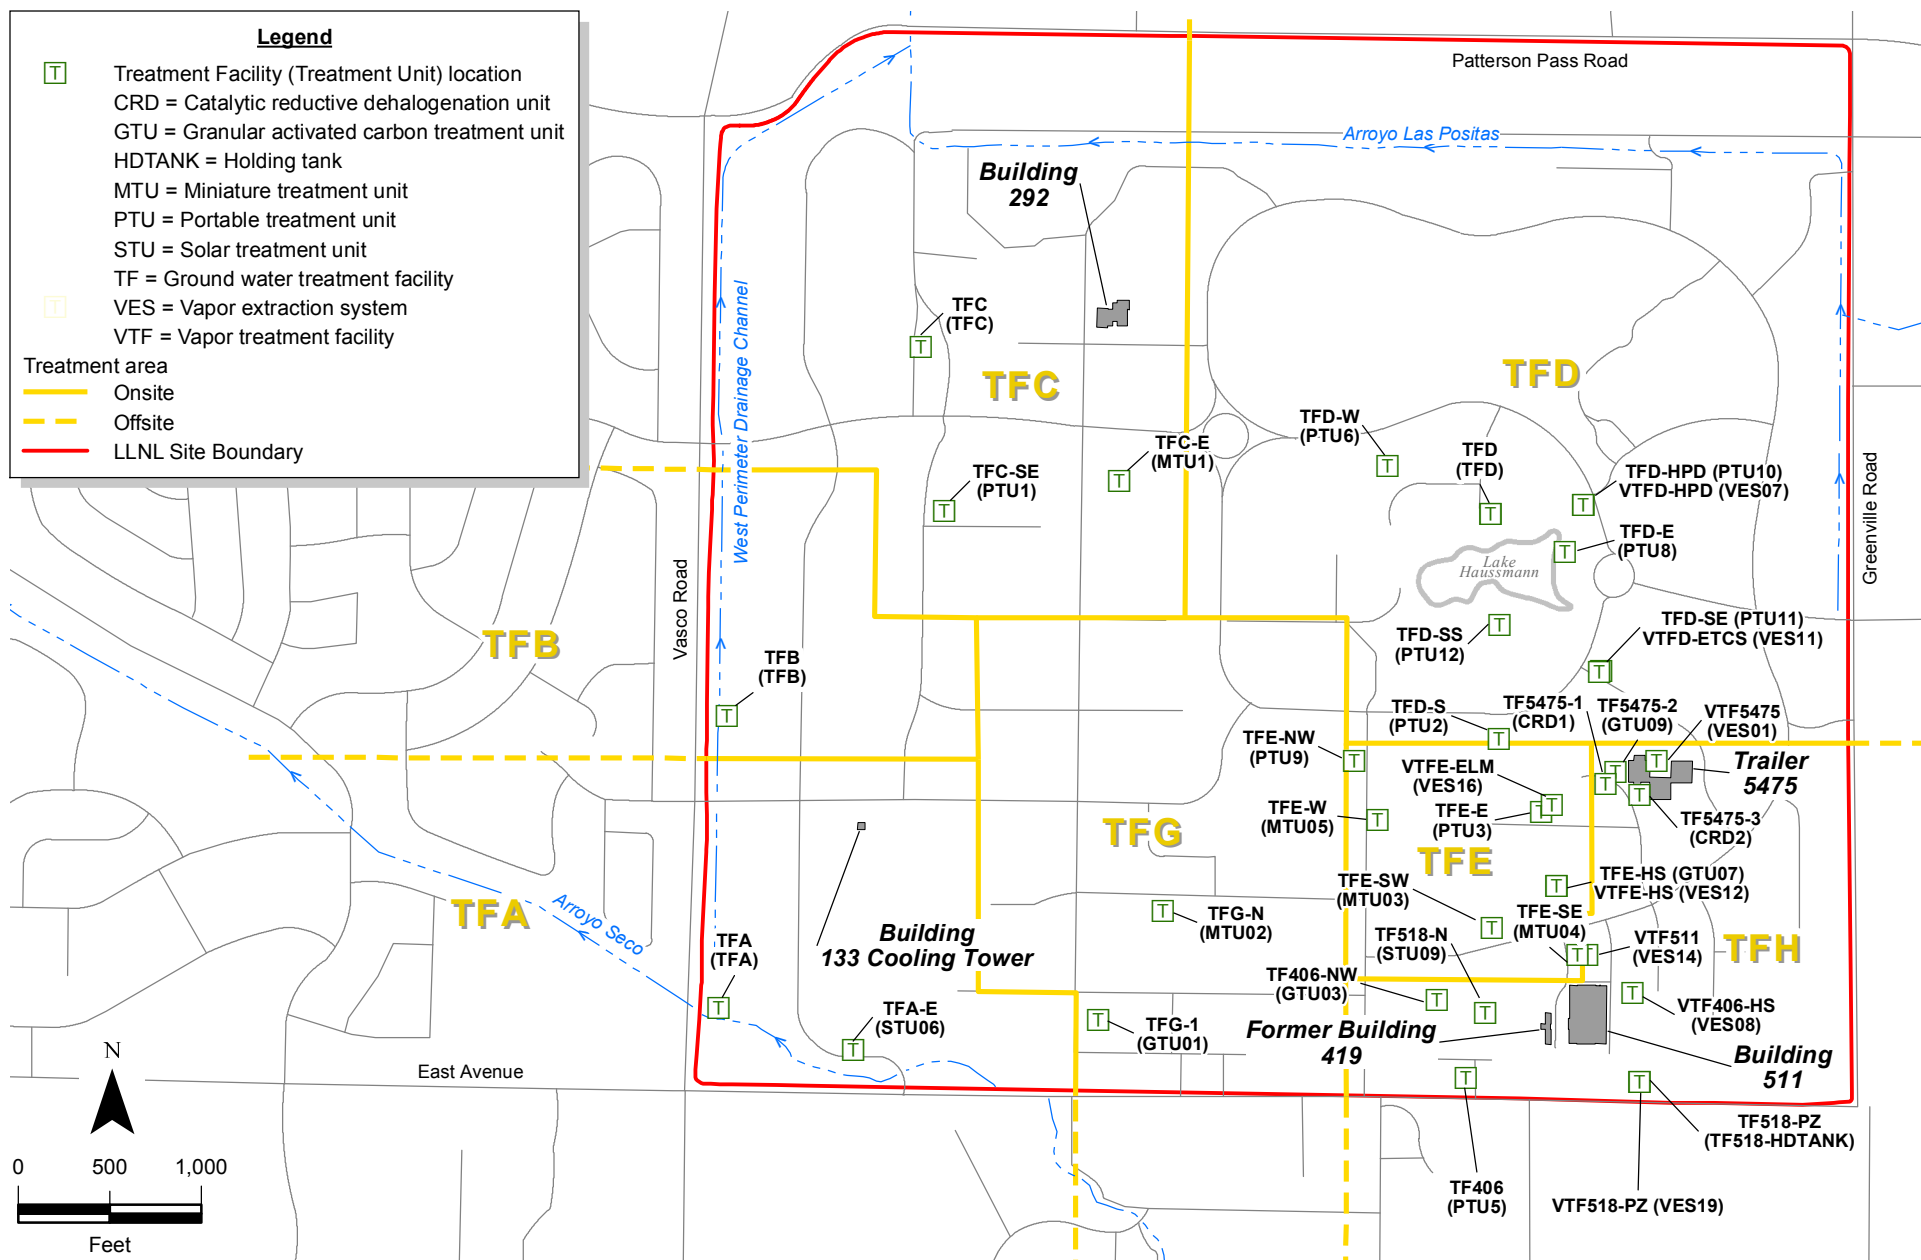 Legend
T Treatment Facility (Treatment Unit) location
CRD = Catalytic reductive dehalogenation unit
GTU = Granular activated carbon treatment unit
HDTANK = Holding tank
MTU = Miniature treatment unit
PTU = Portable treatment unit
STU = Solar treatment unit
TF = Ground water treatment facility
T VES = Vapor extraction system
VTF = Vapor treatment facility
Treatment area
Onsite
Offsite
LLNL Site Boundary
Patterson Pass Road
Arroyo Las Positas
Building
292
West Perimeter Drainage Channel
TFC
(TFC)
T
TFC
TFD
TFC-E
(MTU1)
T
TFC-SE
(PTU1)
T
TFD-W
(PTU6)
T
TFD
(TFD)
T
TFD-HPD (PTU10)
VTFD-HPD (VES07)
T
TFD-E
(PTU8)
T
Lake
Haussmann
Greenville Road
Vasco Road
TFB
TFB
(TFB)
T
TFD-SS
(PTU12)
T
TFD-SE (PTU11)
VTFD-ETCS (VES11)
T
TFD-S
(PTU2)
T
TF5475-1
(CRD1)
T
TF5475-2
(GTU09)
T
VTF5475
(VES01)
T
Trailer
5475
TF5475-3
(CRD2)
T
TFE-NW
(PTU9)
T
VTFE-ELM
(VES16)
T
TFE-E
(PTU3)
T
TFE-W
(MTU05)
T
TFG
TFE
TFE-HS (GTU07)
VTFE-HS (VES12)
T
TFE-SW
(MTU03)
T
TFE-SE
(MTU04)
T
VTF511
(VES14)
T
TFH
TFA
Arroyo Seco
TFA
(TFA)
T
Building
133 Cooling Tower
TFG-N
(MTU02)
T
TF518-N
(STU09)
T
TF406-NW
(GTU03)
T
VTF406-HS
(VES08)
T
TFA-E
(STU06)
T
TFG-1
(GTU01)
T
Former Building
419
Building
511
East Avenue
N
0 500 1,000
Feet
TF406
(PTU5)
T
TF518-PZ
(TF518-HDTANK)
VTF518-PZ (VES19)
T